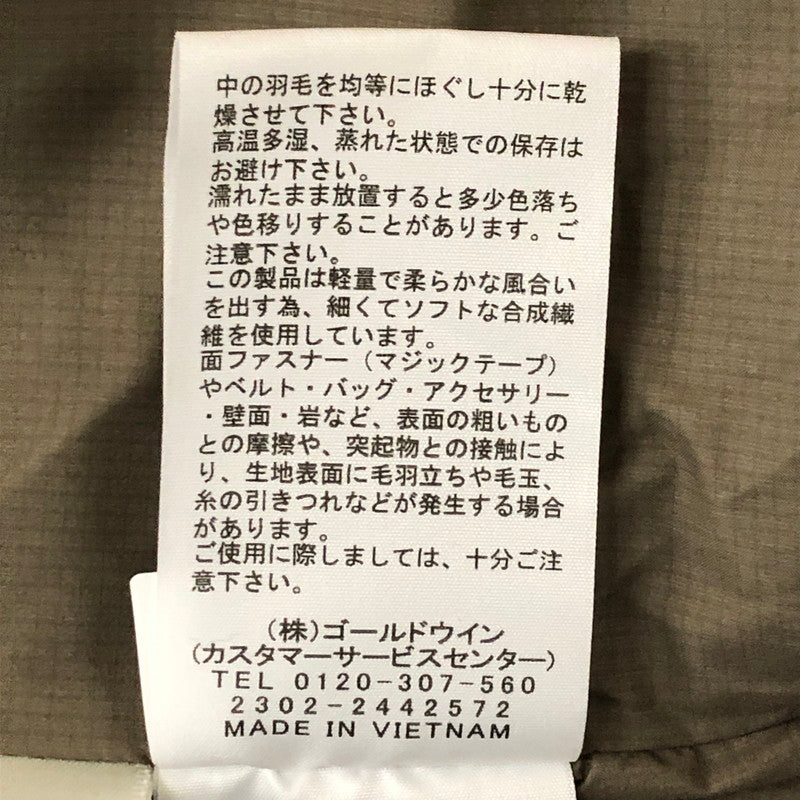 中の羽毛を均等にほぐし十分に乾
燥させて下さい。
高温多湿、蒸れた状態での保存は
お避け下さい。
濡れたまま放置すると多少色落ち
や色移りすることがあります。ご
注意下さい。
この製品は軽量で柔らかな風合い
を出す為、細くてソフトな合成繊
維を使用しています。
面ファスナー（マジックテープ）
やベルト・バッグ・アクセサリー
・壁面・岩など、表面の粗いもの
との摩擦や、突起物との接触によ
り、生地表面に毛羽立ちや毛玉、
糸の引きつれなどが発生する場合
があります。
ご使用に際しましては、十分ご注
意下さい。
（株）ゴールドウイン
（カスタマーサービスセンター）
TEL 0120-307-560
2302-2442572
MADE IN VIETNAM